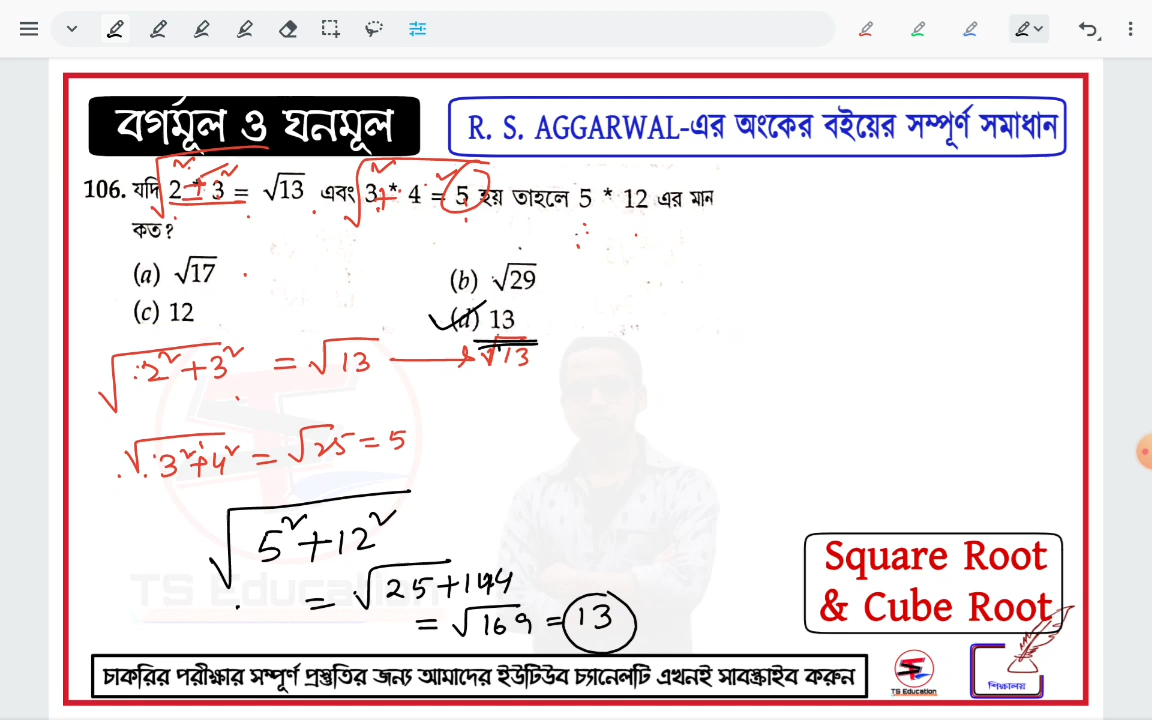 বর্গমূল ও ঘনমূল
R. S. AGGARWAL-এর অংকের বইয়ের সম্পূর্ণ সমাধান
106. যদি 2 * 3 = √13 এবং 3 * 4 = 5 হয় তাহলে 5 * 12 এর মান
কত?
(a) √17
(b) √29
(c) 12
(d) 13
√13
√2² + 3² = √13
√3² + 4² = √25 = 5
√5² + 12²
= √25 + 144
= √169 = 13
TS Education
Square Root
& Cube Root
চাকরির পরীক্ষার সম্পূর্ণ প্রস্তুতির জন্য আমাদের ইউটিউব চ্যানেলটি এখনই সাবস্ক্রাইব করুন
TS Education
শিক্ষালয়